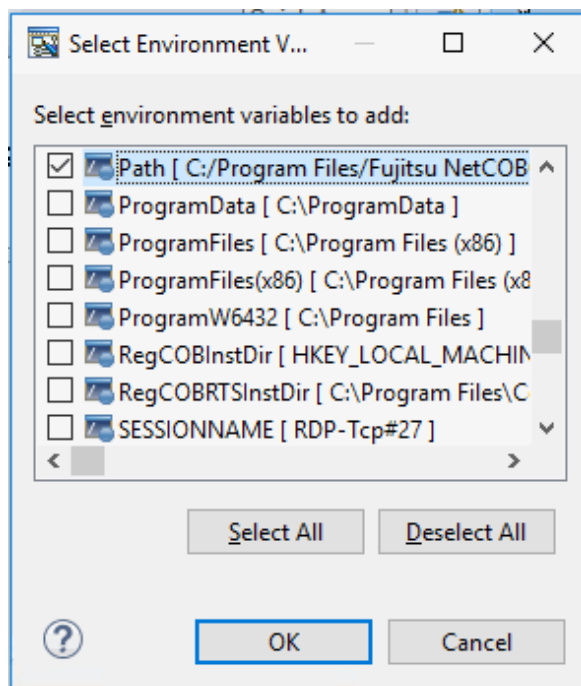 Select Environment V...
Select environment variables to add:
Path [ C:/Program Files/Fujitsu NetCOB
ProgramData [ C:\ProgramData ]
ProgramFiles [ C:\Program Files (x86) ]
ProgramFiles(x86) [ C:\Program Files (x8
ProgramW6432 [ C:\Program Files ]
RegCOBInstDir [ HKEY_LOCAL_MACHIN
RegCOBRTSInstDir [ C:\Program Files\C
SESSIONNAME [ RDP-Tcp#27 ]
Select All
Deselect All
?
OK
Cancel